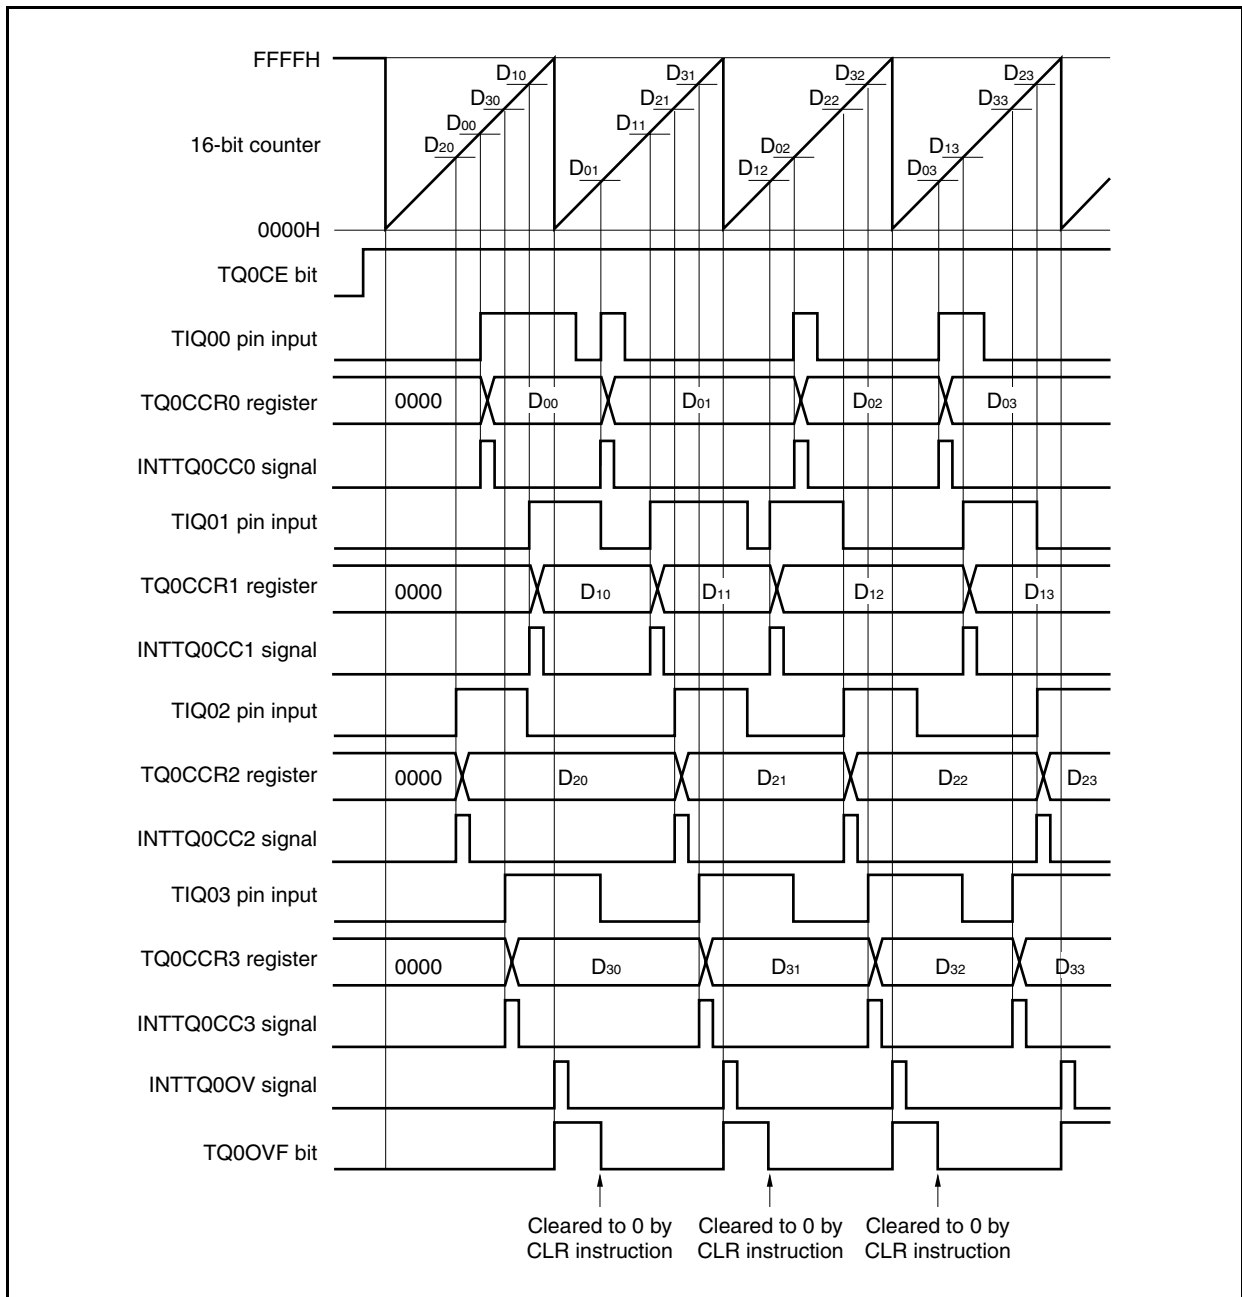 FFFFH
D10
D31
D32
D23
D30
D21
D22
D33
D00
D11
16-bit counter
D20
D02
D13
D01
D12
D03
0000H
TQ0CE bit
TIQ00 pin input
TQ0CCR0 register
0000 D00 D01 D02 D03
INTTQ0CC0 signal
TIQ01 pin input
TQ0CCR1 register
0000 D10 D11 D12 D13
INTTQ0CC1 signal
TIQ02 pin input
TQ0CCR2 register
0000 D20 D21 D22 D23
INTTQ0CC2 signal
TIQ03 pin input
TQ0CCR3 register
0000 D30 D31 D32 D33
INTTQ0CC3 signal
INTTQ0OV signal
TQ0OVF bit
Cleared to 0 by
CLR instruction
Cleared to 0 by
CLR instruction
Cleared to 0 by
CLR instruction